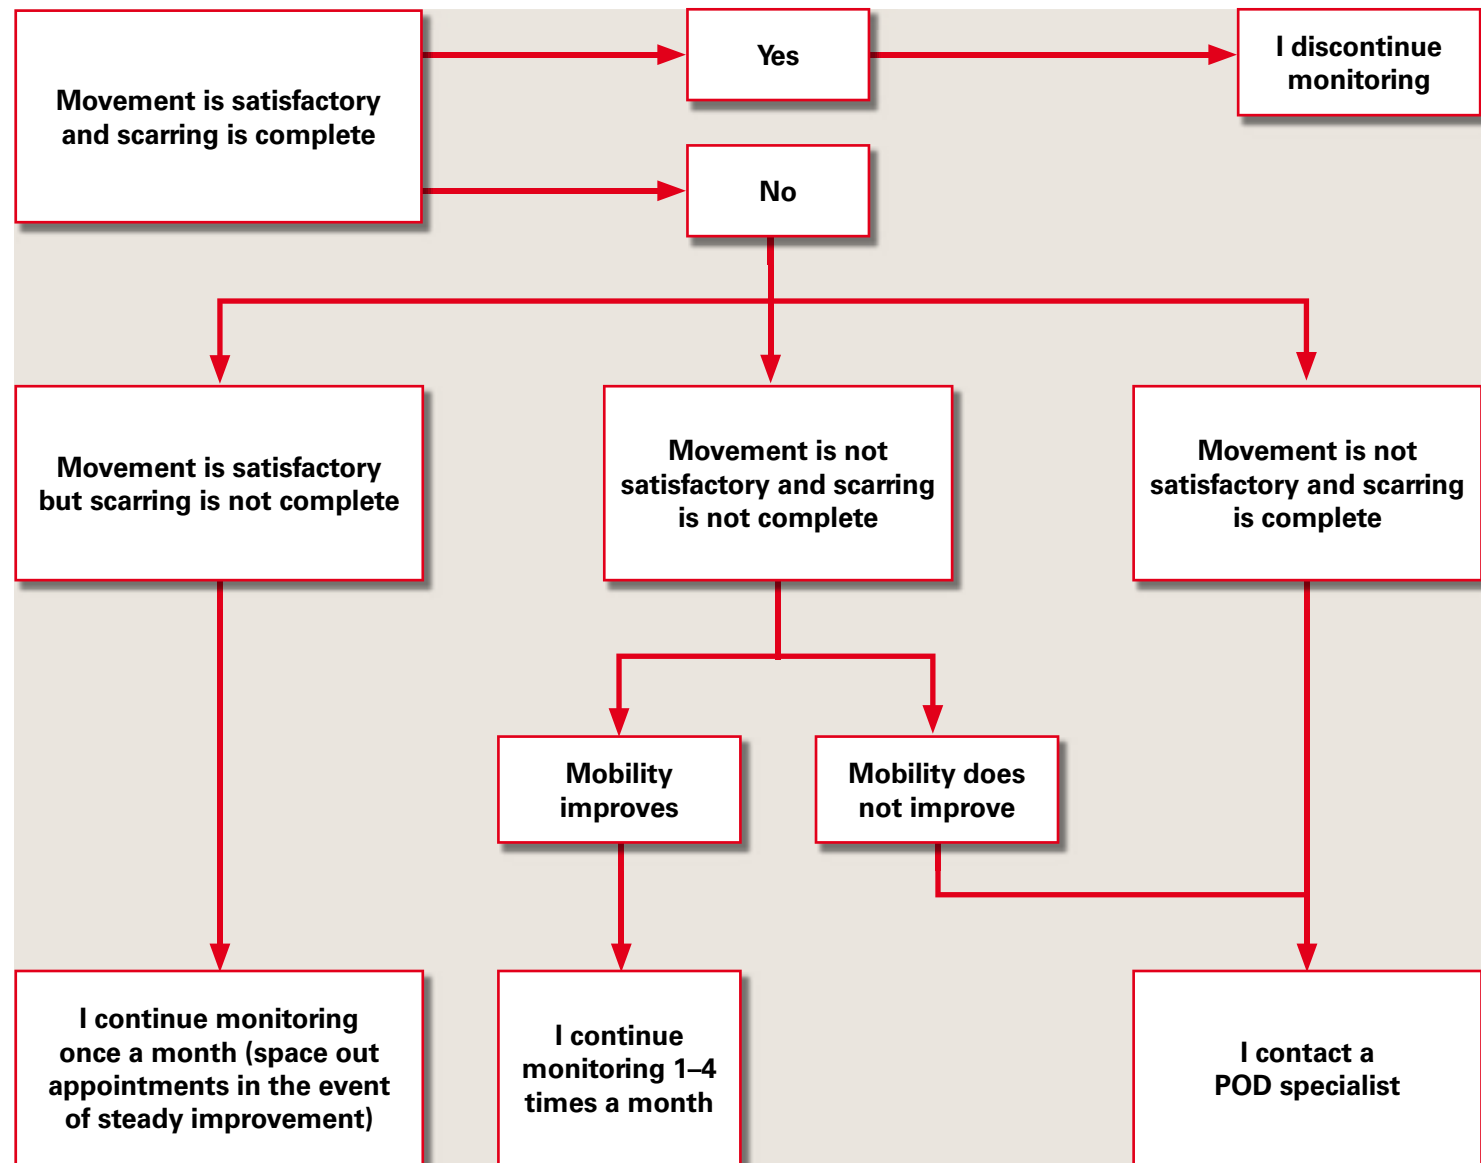 Movement is satisfactory
and scarring is complete
Yes
I discontinue
monitoring
No
Movement is satisfactory
but scarring is not complete
Movement is not
satisfactory and scarring
is not complete
Movement is not
satisfactory and scarring
is complete
Mobility
improves
Mobility does
not improve
I continue monitoring
once a month (space out
appointments in the event
of steady improvement)
I continue
monitoring 1–4
times a month
I contact a
POD specialist